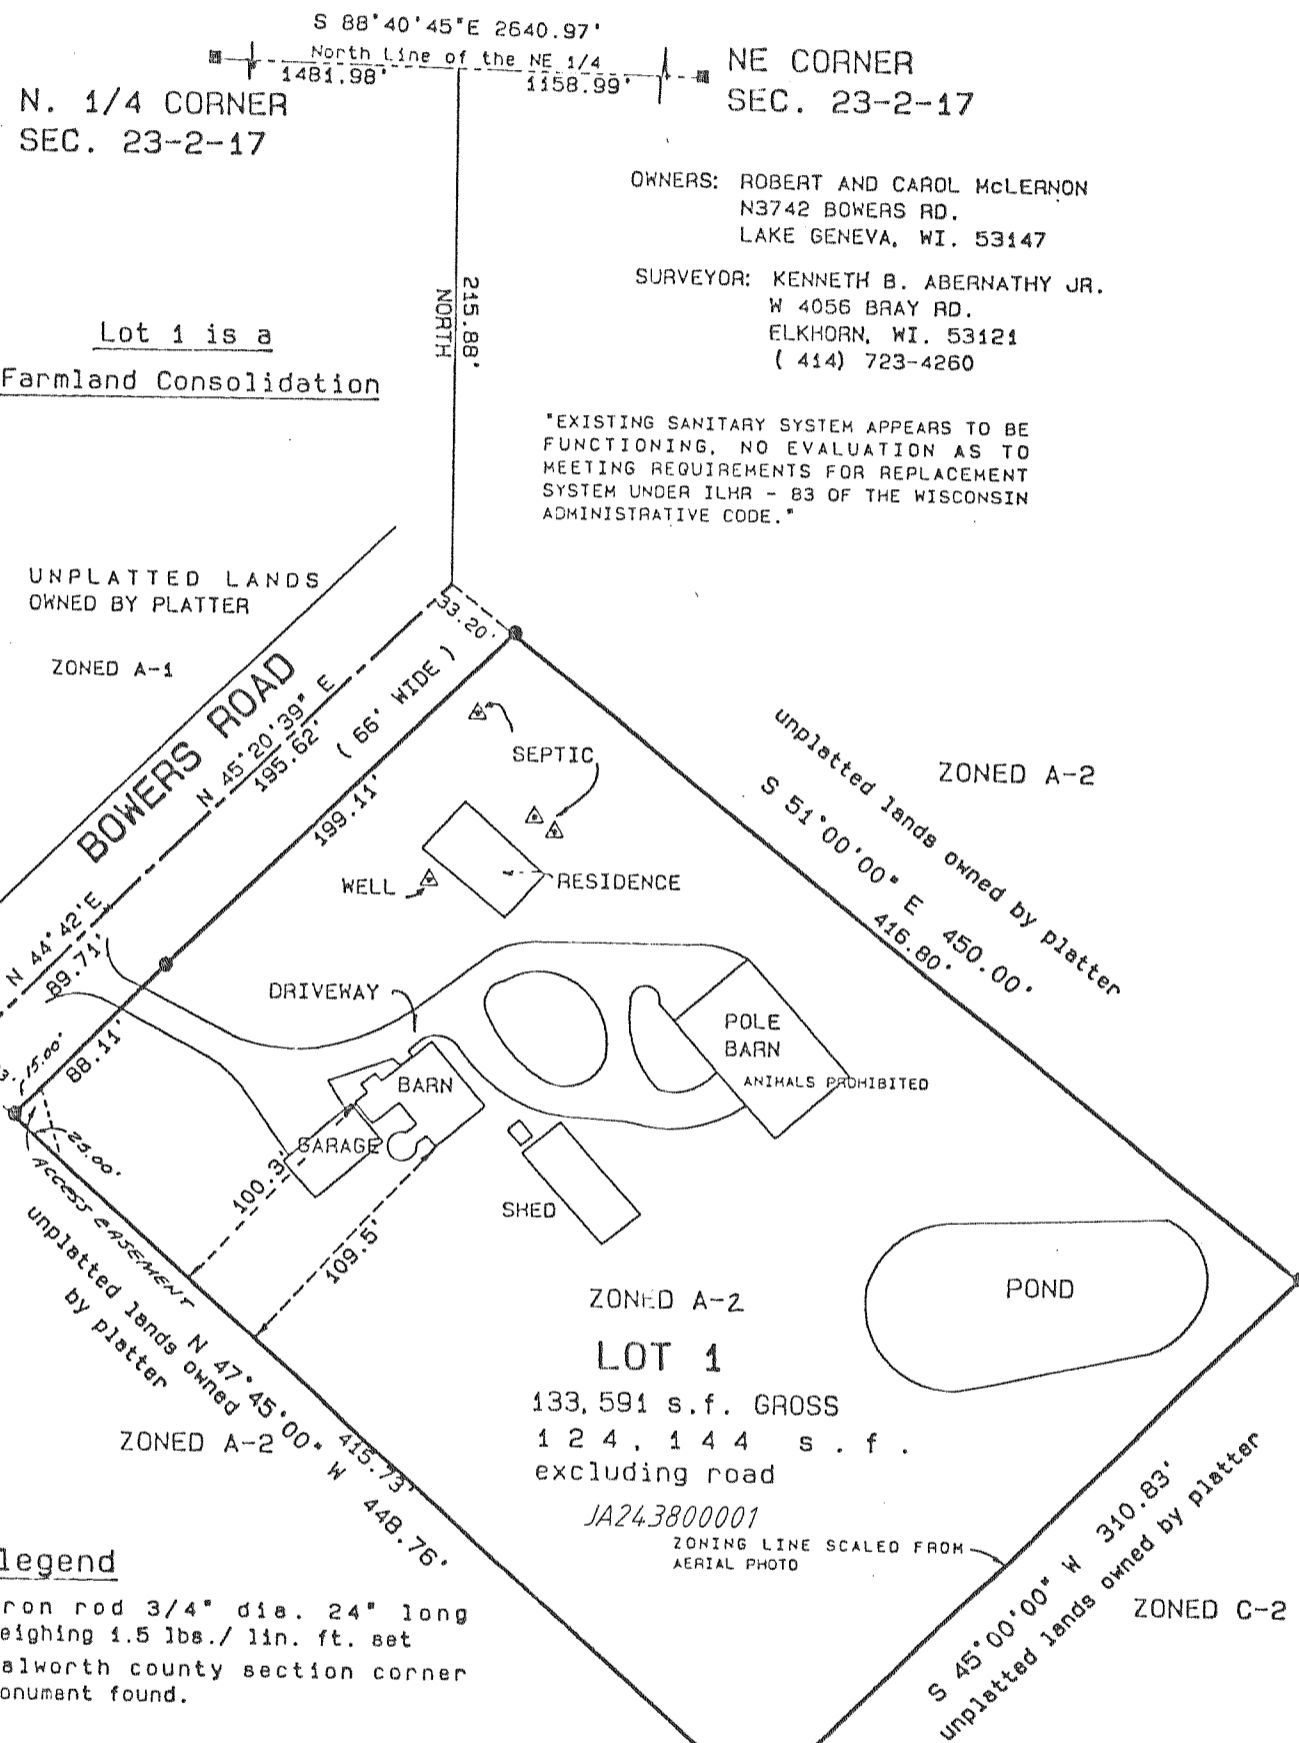 S 88°40'45"E 2640.97'
North Line of the NE 1/4
1481.98'
1158.99'
NE CORNER
SEC. 23-2-17
N. 1/4 CORNER
SEC. 23-2-17
OWNERS: ROBERT AND CAROL McLERNON
N3742 BOWERS RD.
LAKE GENEVA, WI. 53147
SURVEYOR: KENNETH B. ABERNATHY JR.
W 4056 BRAY RD.
ELKHORN, WI. 53121
( 414) 723-4260
215.88'
NORTH
Lot 1 is a
Farmland Consolidation
"EXISTING SANITARY SYSTEM APPEARS TO BE
FUNCTIONING, NO EVALUATION AS TO
MEETING REQUIREMENTS FOR REPLACEMENT
SYSTEM UNDER ILHR - 83 OF THE WISCONSIN
ADMINISTRATIVE CODE."
UNPLATTED LANDS
OWNED BY PLATTER
ZONED A-1
33.20'
BOWERS ROAD
N 45°20'39" E
195.62'
( 66' WIDE )
199.11'
SEPTIC
WELL
RESIDENCE
unplatted lands owned by platter
ZONED A-2
S 51°00'00" E 450.00'
416.80'
N 44°42'E
89.71'
88.11'
15.00'
25.00'
ACCESS EASEMENT
DRIVEWAY
BARN
GARAGE
POLE
BARN
ANIMALS PROHIBITED
SHED
100.3'
109.5'
unplatted lands owned
by platter
N 47°45'00" W 448.76'
415.73'
ZONED A-2
ZONED A-2
LOT 1
133,591 s.f. GROSS
124,144 s.f.
excluding road
JA243800001
POND
ZONING LINE SCALED FROM
AERIAL PHOTO
S 45°00'00" W 310.83'
unplatted lands owned by platter
ZONED C-2
legend
ron rod 3/4" dia. 24" long
eighing 1.5 lbs./ lin. ft. set
alworth county section corner
onument found.